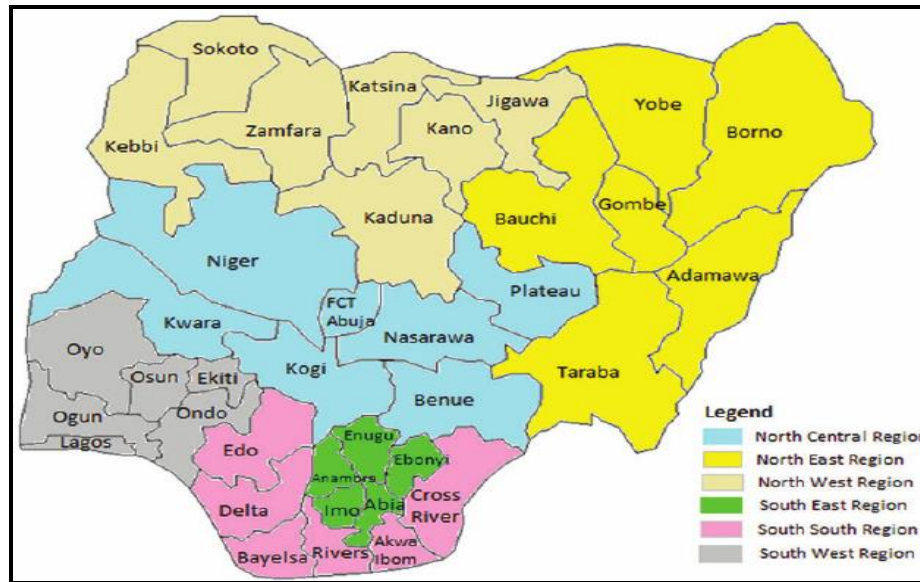 Sokoto
Katsina
Jigawa
Yobe
Borno
Kebbi
Zamfara
Kano
Kaduna
Bauchi
Gombe
Adamawa
Niger
FCT
Abuja
Plateau
Nasarawa
Kwara
Oyo
Kogi
Taraba
Osun
Ekiti
Benue
Ogun
Ondo
Lagos
Edo
Enugu
Ebonyi
Anambra
Imo
Abia
Cross
River
Delta
Bayelsa
Rivers
Akwa
Ibom
Legend
North Central Region
North East Region
North West Region
South East Region
South South Region
South West Region